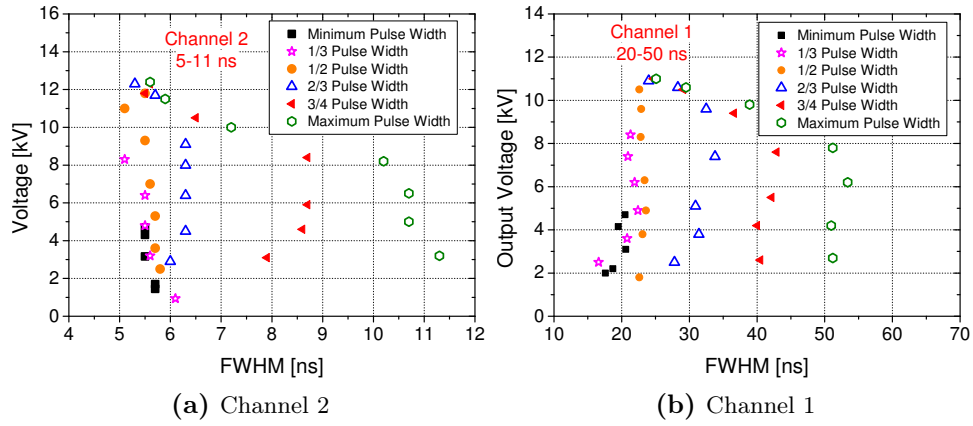 Voltage [kV]
16
14
12
10
8
6
4
2
0
Channel 2
5-11 ns
Minimum Pulse Width
1/3 Pulse Width
1/2 Pulse Width
2/3 Pulse Width
3/4 Pulse Width
Maximum Pulse Width
4 5 6 7 8 9 10 11 12
FWHM [ns]
(a) Channel 2
Output Voltage [kV]
14
12
10
8
6
4
2
0
Channel 1
20-50 ns
Minimum Pulse Width
1/3 Pulse Width
1/2 Pulse Width
2/3 Pulse Width
3/4 Pulse Width
Maximum Pulse Width
10 20 30 40 50 60 70
FWHM [ns]
(b) Channel 1